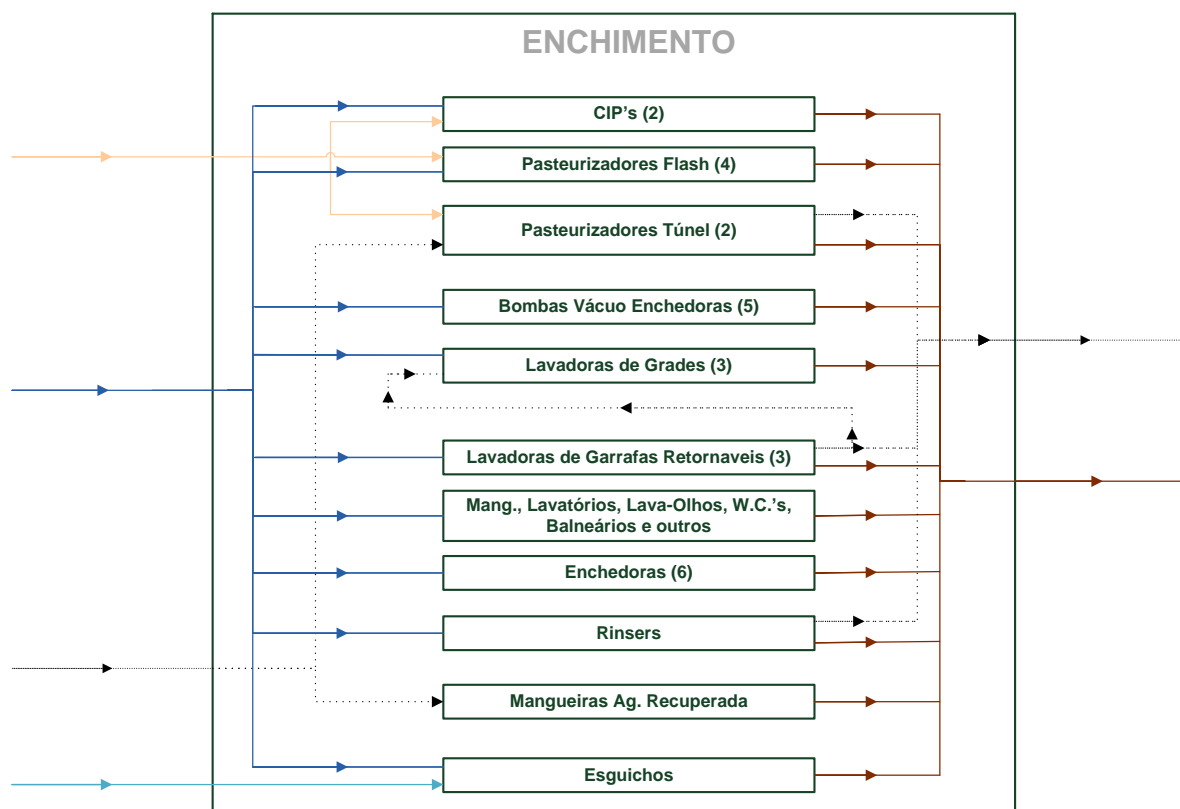 ENCHIMENTO
CIP's (2)
Pasteurizadores Flash (4)
Pasteurizadores Túnel (2)
Bombas Vácuo Enchedoras (5)
Lavadoras de Grades (3)
Lavadoras de Garrafas Retornaveis (3)
Mang., Lavatórios, Lava-Olhos, W.C.'s,
Balneários e outros
Enchedoras (6)
Rinsers
Mangueiras Ag. Recuperada
Esguichos